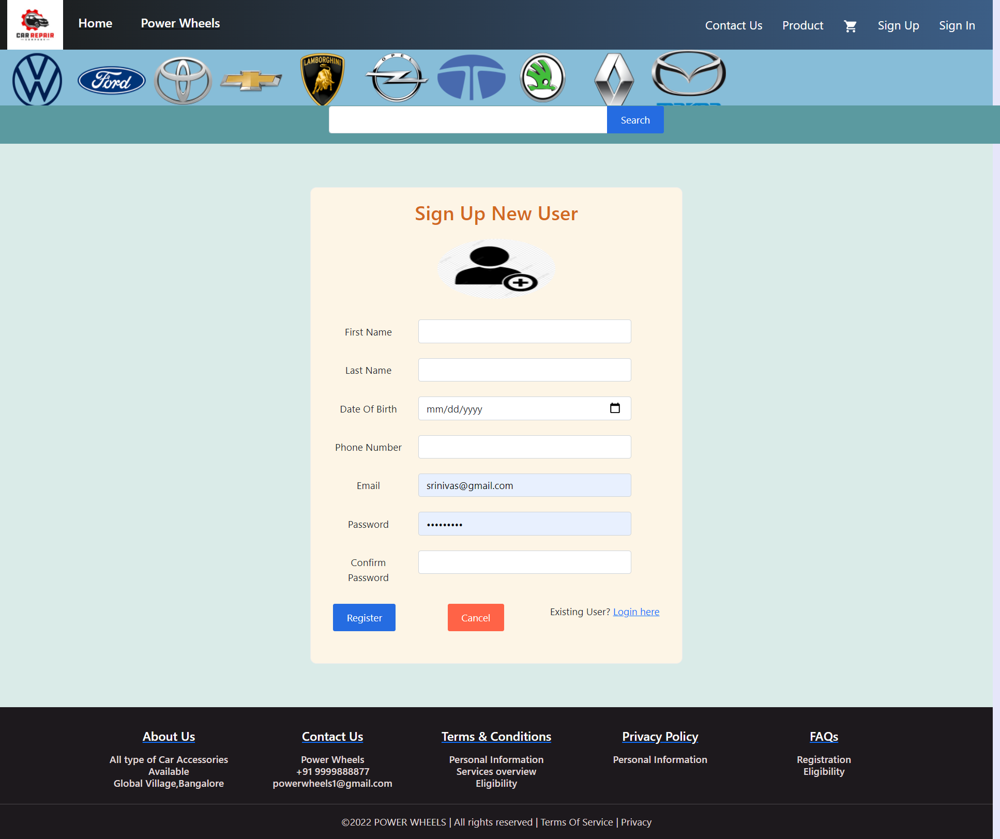 CAR REPAIR
COMPANY
Home
Power Wheels
Contact Us
Product
Sign Up
Sign In
Ford
LAMBORGHINI
OPEL
Search
Sign Up New User
First Name
Last Name
Date Of Birth
mm/dd/yyyy
Phone Number
Email
srinivas@gmail.com
Password
•••••••••
Confirm
Password
Register
Cancel
Existing User? Login here
About Us
All type of Car Accessories
Available
Global Village,Bangalore
Contact Us
Power Wheels
+91 9999888877
powerwheels1@gmail.com
Terms & Conditions
Personal Information
Services overview
Eligibility
Privacy Policy
Personal Information
FAQs
Registration
Eligibility
©2022 POWER WHEELS | All rights reserved | Terms Of Service | Privacy